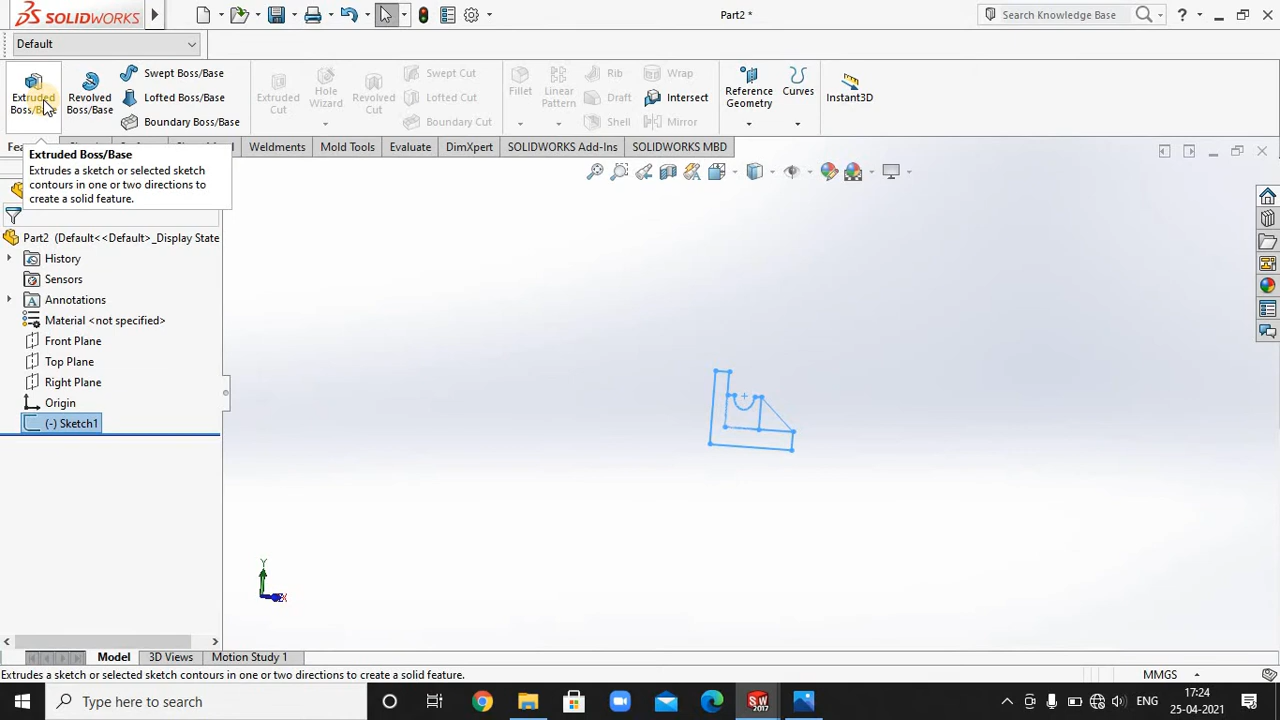 SOLIDWORKS
Part2 *
Search Knowledge Base
Default
Extruded Boss/Base
Revolved Boss/Base
Swept Boss/Base
Lofted Boss/Base
Boundary Boss/Base
Extruded Cut
Hole Wizard
Revolved Cut
Swept Cut
Lofted Cut
Boundary Cut
Fillet
Linear Pattern
Rib
Draft
Shell
Wrap
Intersect
Mirror
Reference Geometry
Curves
Instant3D
Weldments
Mold Tools
Evaluate
DimXpert
SOLIDWORKS Add-Ins
SOLIDWORKS MBD
Extruded Boss/Base
Extrudes a sketch or selected sketch
contours in one or two directions to
create a solid feature.
Part2 (Default<<Default>_Display State
History
Sensors
Annotations
Material <not specified>
Front Plane
Top Plane
Right Plane
Origin
(-) Sketch1
Y
X
Model
3D Views
Motion Study 1
Extrudes a sketch or selected sketch contours in one or two directions to create a solid feature.
MMGS
Type here to search
SW
2017
ENG
17:24
25-04-2021